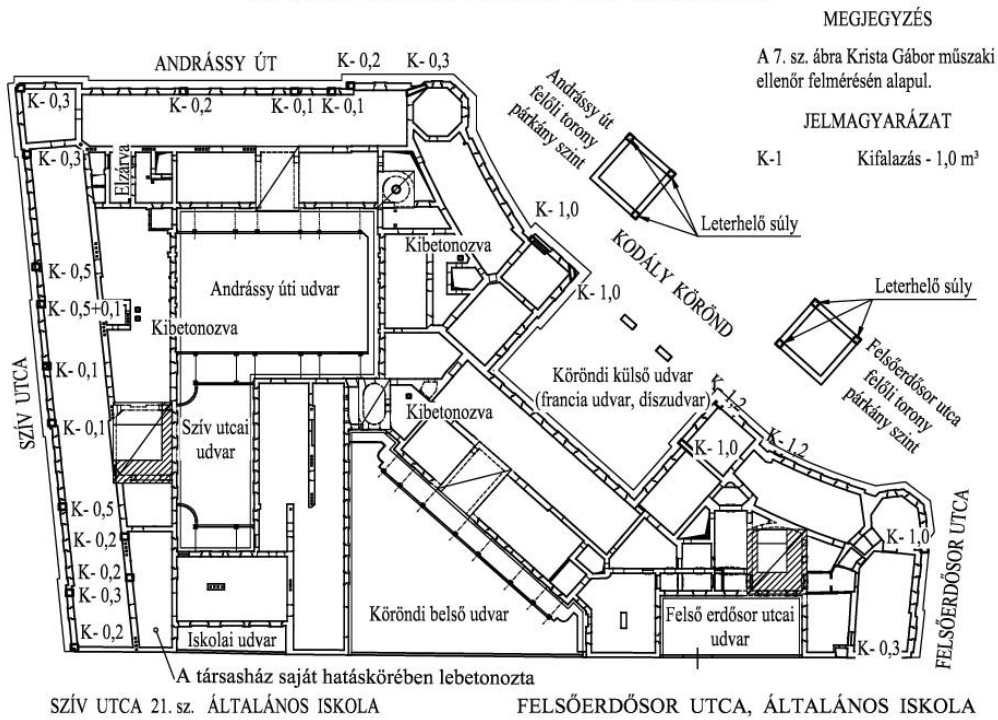 MEGJEGYZÉS
A 7. sz. ábra Krista Gábor műszaki
ellenőr felmérésén alapul.
JELMAGYARÁZAT
K-1 Kifalazás - 1,0 m³
ANDRÁSSY ÚT
K- 0,2
K- 0,3
K- 0,3
K- 0,2
K- 0,1
K- 0,1
K- 0,3
Elzárva
Andrássy út
felőli torony
párkány szint
Leterhelő súly
K- 1,0
KODÁLY KÖRÖND
Kibetonozva
K- 0,5
Andrássy úti udvar
K- 1,0
Leterhelő súly
K- 0,5+0,1
Kibetonozva
Felsőerdősor utca
felőli torony
párkány szint
SZÍV UTCA
K- 0,1
Köröndi külső udvar
(francia udvar, díszudvar)
K- 1,2
Kibetonozva
K- 0,1
Szív utcai
udvar
K- 1,0
K- 1,2
K- 0,5
K- 0,2
K- 1,0
K- 0,2
K- 0,3
FELSŐERDŐSOR UTCA
K- 0,2
Iskolai udvar
Köröndi belső udvar
Felső erdősor utcai
udvar
K- 0,3
A társasház saját hatáskörében lebetonozta
SZÍV UTCA 21. sz. ÁLTALÁNOS ISKOLA
FELSŐERDŐSOR UTCA, ÁLTALÁNOS ISKOLA